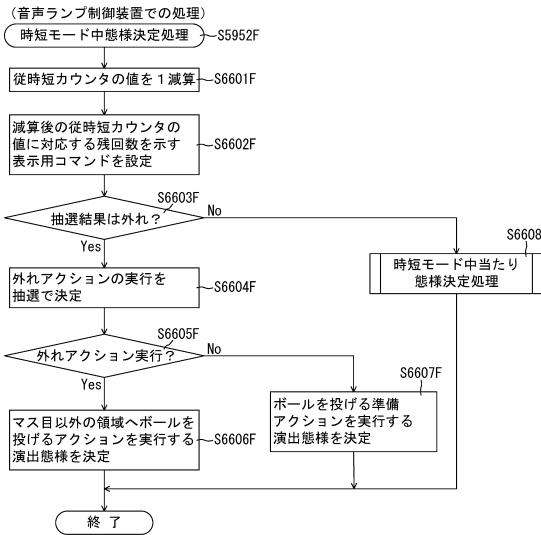 （音声ランプ制御装置での処理）
時短モード中態様決定処理
S5952F
従時短カウンタの値を１減算
S6601F
減算後の従時短カウンタの
値に対応する残回数を示す
表示用コマンドを設定
S6602F
S6603F
抽選結果は外れ？
No
Yes
S6608
時短モード中当たり
態様決定処理
外れアクションの実行を
抽選で決定
S6604F
S6605F
外れアクション実行？
No
Yes
S6607F
ボールを投げる準備
アクションを実行する
演出態様を決定
マス目以外の領域へボールを
投げるアクションを実行する
演出態様を決定
S6606F
終 了